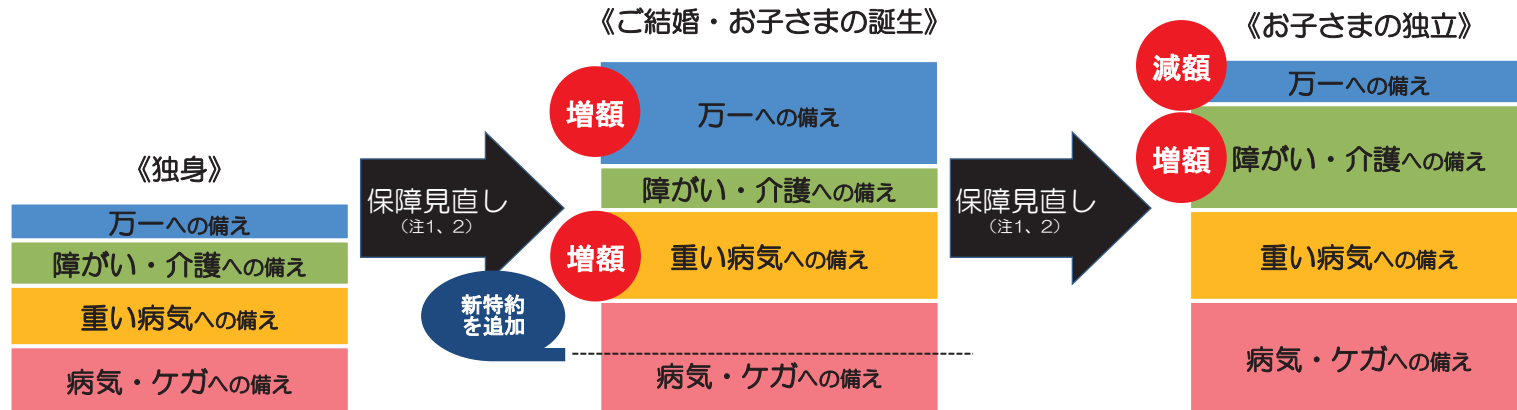 《独身》
万一への備え
障がい・介護への備え
重い病気への備え
病気・ケガへの備え
保障見直し
（注1、2）
新特約
を追加
《ご結婚・お子さまの誕生》
増額
万一への備え
障がい・介護への備え
増額
重い病気への備え
病気・ケガへの備え
保障見直し
（注1、2）
《お子さまの独立》
減額
万一への備え
増額
障がい・介護への備え
重い病気への備え
病気・ケガへの備え